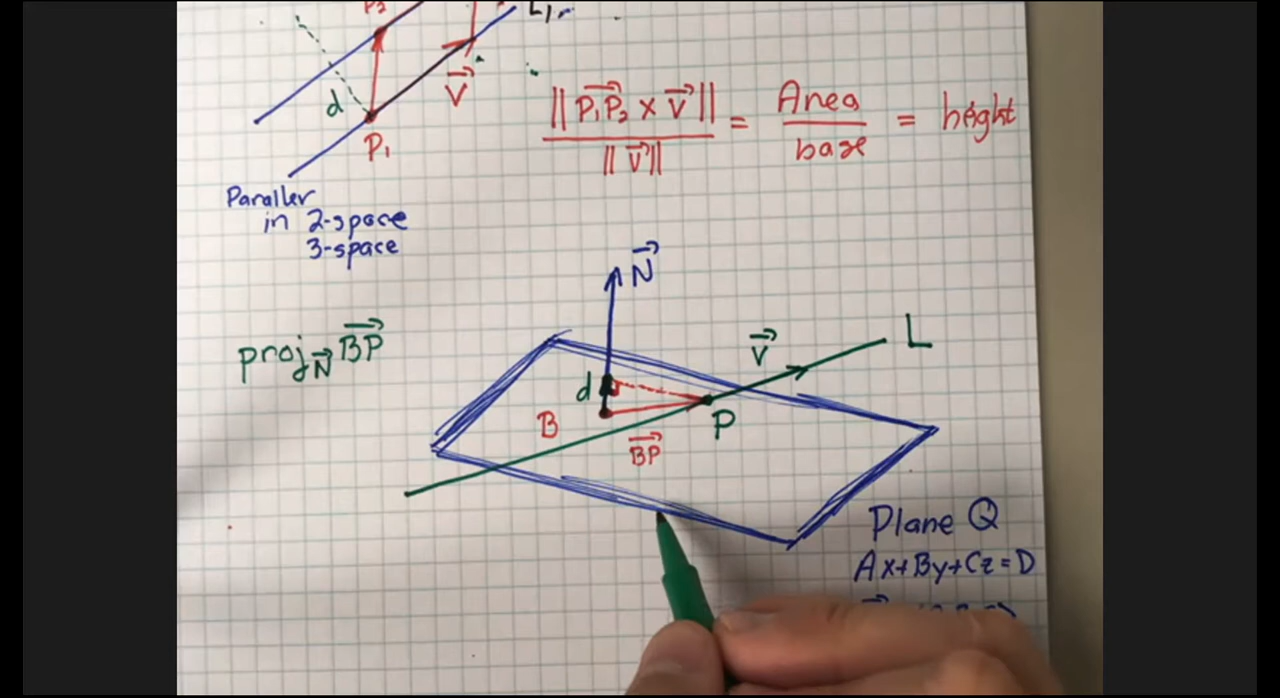 P₂
L₁
d
V⃗
P₁
Paraller
in 2-space
3-space
|| P₁P₂⃗ x V⃗ || / || V⃗ || = Area / base = height
N⃗
proj_N⃗ BP⃗
V⃗
L
d
B
P
BP⃗
Plane Q
Ax+By+Cz=D